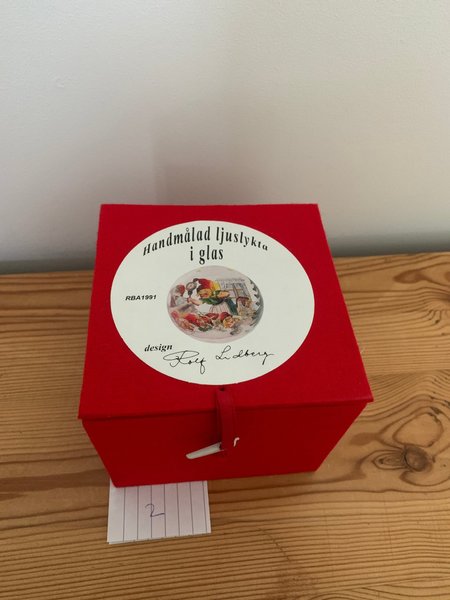 Handmålad ljuslykta
i glas
RBA1991
design
Rolf Lidberg
2